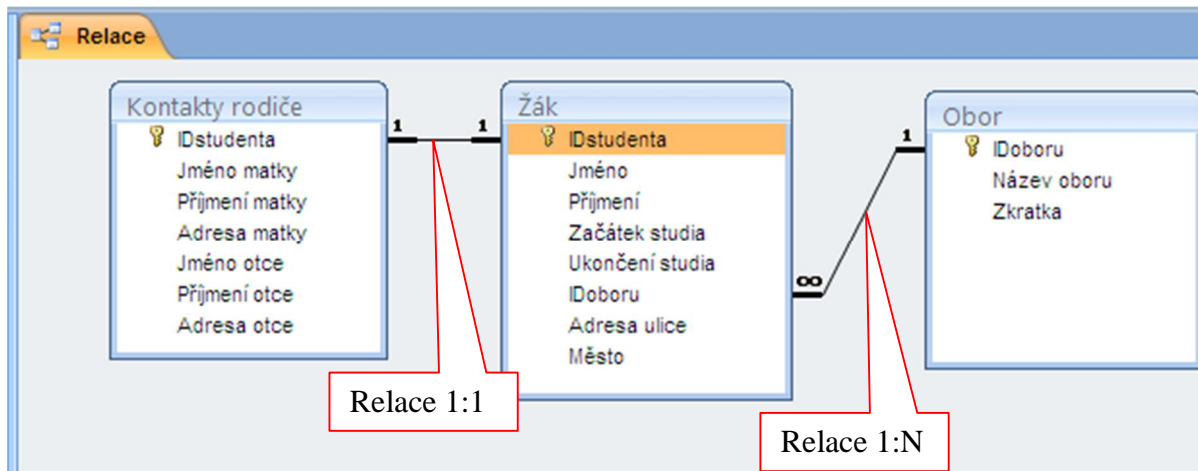 Relace
Kontakty rodiče
1
IDstudenta
Jméno matky
Příjmení matky
Adresa matky
Jméno otce
Příjmení otce
Adresa otce
Žák
1
IDstudenta
Jméno
Příjmení
Začátek studia
Ukončení studia
IDoboru
Adresa ulice
Město
∞
Obor
1
IDoboru
Název oboru
Zkratka
Relace 1:1
Relace 1:N